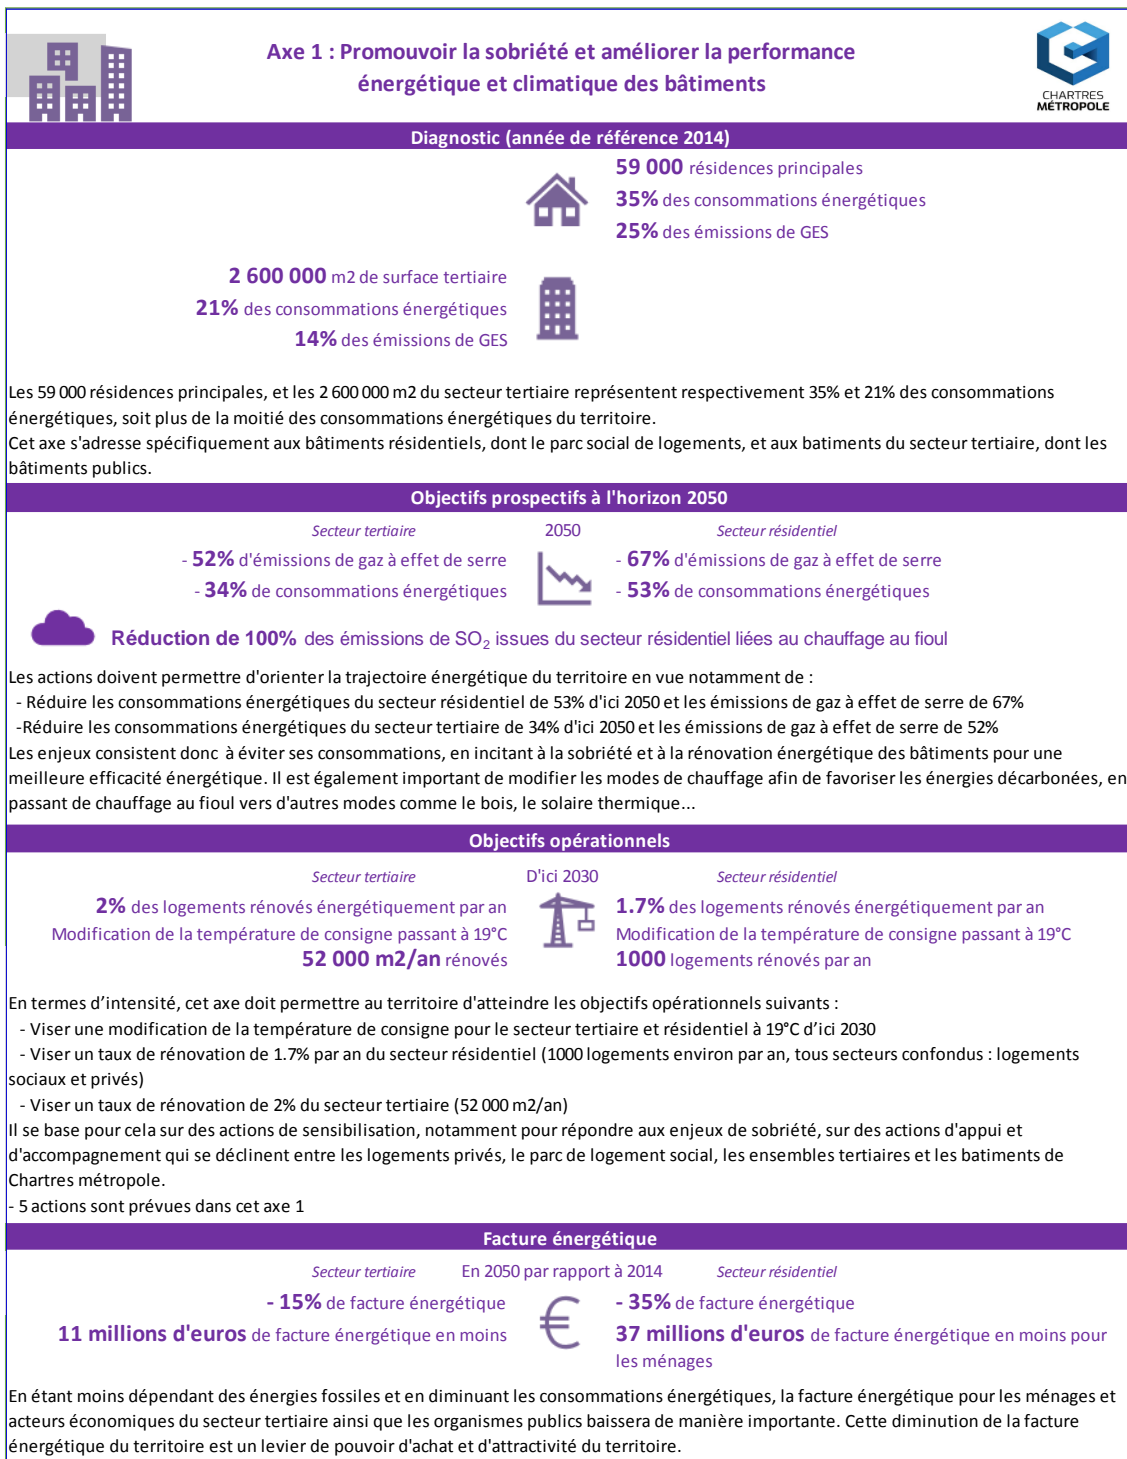 Axe 1 : Promouvoir la sobriété et améliorer la performance
énergétique et climatique des bâtiments
CHARTRES
MÉTROPOLE
Diagnostic (année de référence 2014)
59 000 résidences principales
35% des consommations énergétiques
25% des émissions de GES
2 600 000 m2 de surface tertiaire
21% des consommations énergétiques
14% des émissions de GES
Les 59 000 résidences principales, et les 2 600 000 m2 du secteur tertiaire représentent respectivement 35% et 21% des consommations
énergétiques, soit plus de la moitié des consommations énergétiques du territoire.
Cet axe s'adresse spécifiquement aux bâtiments résidentiels, dont le parc social de logements, et aux batiments du secteur tertiaire, dont les
bâtiments publics.
Objectifs prospectifs à l'horizon 2050
Secteur tertiaire 2050 Secteur résidentiel
- 52% d'émissions de gaz à effet de serre - 67% d'émissions de gaz à effet de serre
- 34% de consommations énergétiques - 53% de consommations énergétiques
Réduction de 100% des émissions de SO2 issues du secteur résidentiel liées au chauffage au fioul
Les actions doivent permettre d'orienter la trajectoire énergétique du territoire en vue notamment de :
- Réduire les consommations énergétiques du secteur résidentiel de 53% d'ici 2050 et les émissions de gaz à effet de serre de 67%
-Réduire les consommations énergétiques du secteur tertiaire de 34% d'ici 2050 et les émissions de gaz à effet de serre de 52%
Les enjeux consistent donc à éviter ses consommations, en incitant à la sobriété et à la rénovation énergétique des bâtiments pour une
meilleure efficacité énergétique. Il est également important de modifier les modes de chauffage afin de favoriser les énergies décarbonées, en
passant de chauffage au fioul vers d'autres modes comme le bois, le solaire thermique...
Objectifs opérationnels
Secteur tertiaire D'ici 2030 Secteur résidentiel
2% des logements rénovés énergétiquement par an 1.7% des logements rénovés énergétiquement par an
Modification de la température de consigne passant à 19°C Modification de la température de consigne passant à 19°C
52 000 m2/an rénovés 1000 logements rénovés par an
En termes d'intensité, cet axe doit permettre au territoire d'atteindre les objectifs opérationnels suivants :
- Viser une modification de la température de consigne pour le secteur tertiaire et résidentiel à 19°C d'ici 2030
- Viser un taux de rénovation de 1.7% par an du secteur résidentiel (1000 logements environ par an, tous secteurs confondus : logements
sociaux et privés)
- Viser un taux de rénovation de 2% du secteur tertiaire (52 000 m2/an)
Il se base pour cela sur des actions de sensibilisation, notamment pour répondre aux enjeux de sobriété, sur des actions d'appui et
d'accompagnement qui se déclinent entre les logements privés, le parc de logement social, les ensembles tertiaires et les batiments de
Chartres métropole.
- 5 actions sont prévues dans cet axe 1
Facture énergétique
Secteur tertiaire En 2050 par rapport à 2014 Secteur résidentiel
- 15% de facture énergétique - 35% de facture énergétique
11 millions d'euros de facture énergétique en moins 37 millions d'euros de facture énergétique en moins pour
les ménages
En étant moins dépendant des énergies fossiles et en diminuant les consommations énergétiques, la facture énergétique pour les ménages et
acteurs économiques du secteur tertiaire ainsi que les organismes publics baissera de manière importante. Cette diminution de la facture
énergétique du territoire est un levier de pouvoir d'achat et d'attractivité du territoire.